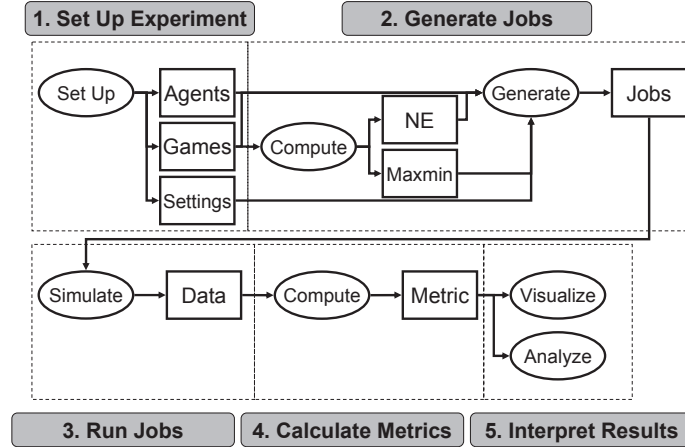 1. Set Up Experiment
2. Generate Jobs
Set Up
Agents
Games
Settings
Compute
NE
Maxmin
Generate
Jobs
Simulate
Data
Compute
Metric
Visualize
Analyze
3. Run Jobs
4. Calculate Metrics
5. Interpret Results